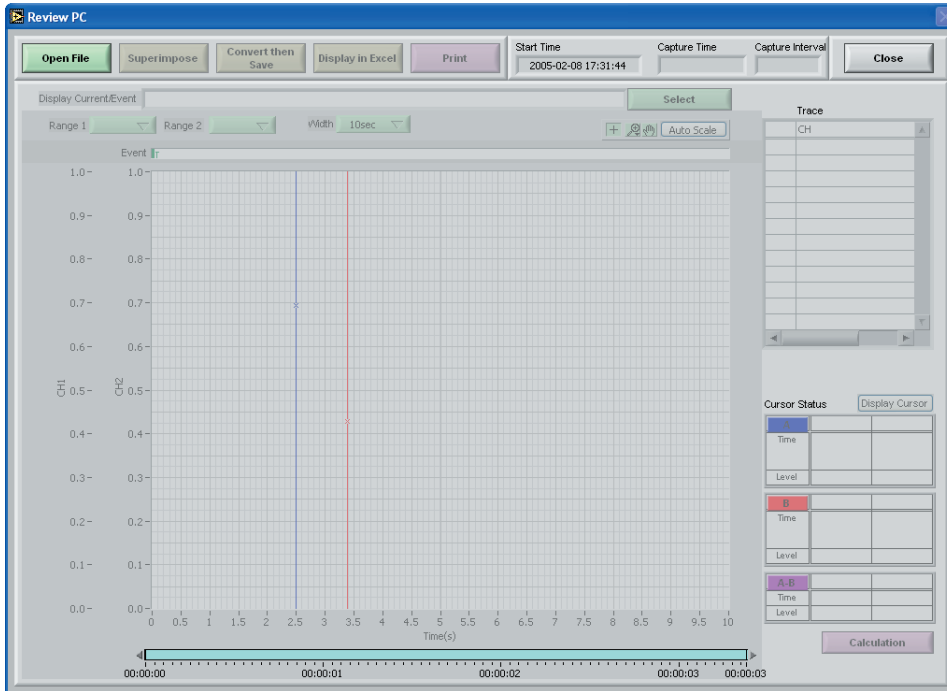 Review PC
Open File
Superimpose
Convert then
Save
Display in Excel
Print
Start Time
2005-02-08 17:31:44
Capture Time
Capture Interval
Close
Display Current/Event
Select
Range 1
Range 2
Width
10sec
Auto Scale
Event
Trace
CH
1.0
0.9
0.8
0.7
0.6
0.5
0.4
0.3
0.2
0.1
0.0
CH1
1.0
0.9
0.8
0.7
0.6
0.5
0.4
0.3
0.2
0.1
0.0
CH2
0 0.5 1 1.5 2 2.5 3 3.5 4 4.5 5 5.5 6 6.5 7 7.5 8 8.5 9 9.5 10
Time(s)
00:00:00 00:00:01 00:00:02 00:00:03 00:00:03
Cursor Status
Display Cursor
Time
Level
B
Time
Level
A-B
Time
Level
Calculation